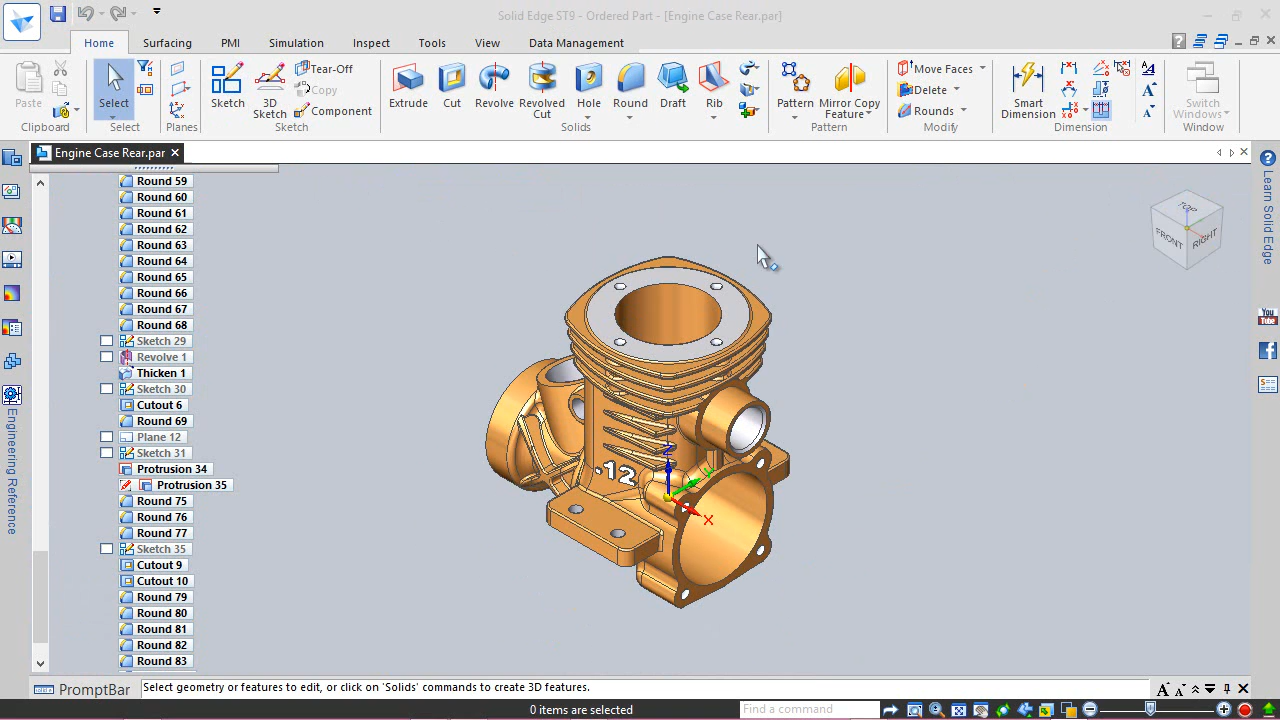 Solid Edge ST9 - Ordered Part - [Engine Case Rear.par]
Home Surfacing PMI Simulation Inspect Tools View Data Management
Paste
Clipboard
Select
Select
Planes
Sketch
3D Sketch
Tear-Off
Copy
Component
Sketch
Extrude
Cut
Revolve
Revolved Cut
Hole
Round
Draft
Rib
Solids
Pattern
Mirror Copy Feature
Pattern
Move Faces
Delete
Rounds
Modify
Smart Dimension
Dimension
Switch Windows
Window
Engine Case Rear.par
Round 59
Round 60
Round 61
Round 62
Round 63
Round 64
Round 65
Round 66
Round 67
Round 68
Sketch 29
Revolve 1
Thicken 1
Sketch 30
Cutout 6
Round 69
Plane 12
Sketch 31
Protrusion 34
Protrusion 35
Round 75
Round 76
Round 77
Sketch 35
Cutout 9
Cutout 10
Round 79
Round 80
Round 81
Round 82
Round 83
Engineering Reference
.12
Z
Y
X
TOP
FRONT
RIGHT
Learn Solid Edge
You Tube
PromptBar
Select geometry or features to edit, or click on 'Solids' commands to create 3D features.
0 items are selected
Find a command